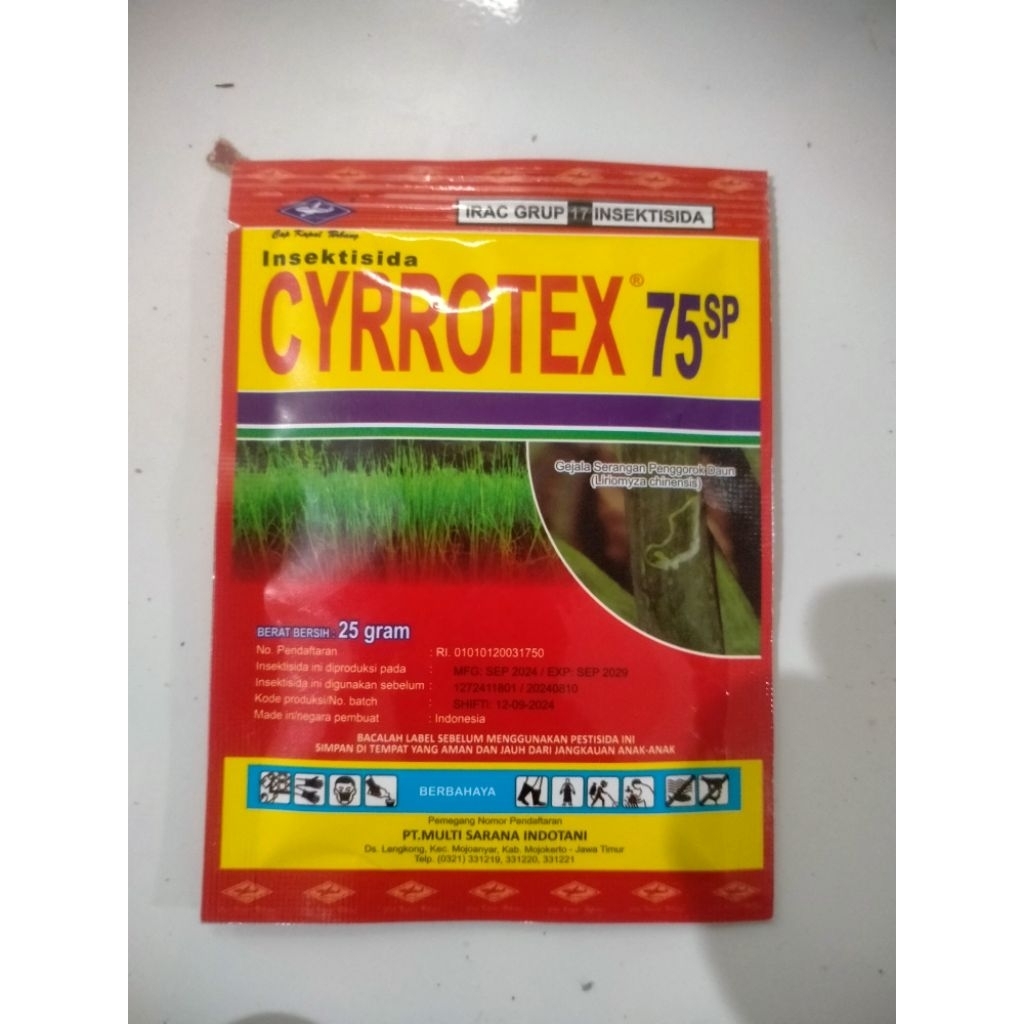 IRAC GRUP 17 INSEKTISIDA
Cap Kapal Terbang
Insektisida
CYRROTEX® 75SP
Gejala Serangan Penggorok Daun
(Liriomyza chinensis)
BERAT BERSIH : 25 gram
No. Pendaftaran : RI. 01010120031750
Insektisida ini diproduksi pada : MFG: SEP 2024 / EXP: SEP 2029
Insektisida ini digunakan sebelum : 1272411801 / 20240810
Kode produksi/No. batch : SHIFTI: 12-09-2024
Made in/negara pembuat : Indonesia
BACALAH LABEL SEBELUM MENGGUNAKAN PESTISIDA INI
SIMPAN DI TEMPAT YANG AMAN DAN JAUH DARI JANGKAUAN ANAK-ANAK
BERBAHAYA
Pemegang Nomor Pendaftaran
PT.MULTI SARANA INDOTANI
Ds. Lengkong, Kec. Mojoanyar, Kab. Mojokerto - Jawa Timur
Telp. (0321) 331219, 331220, 331221